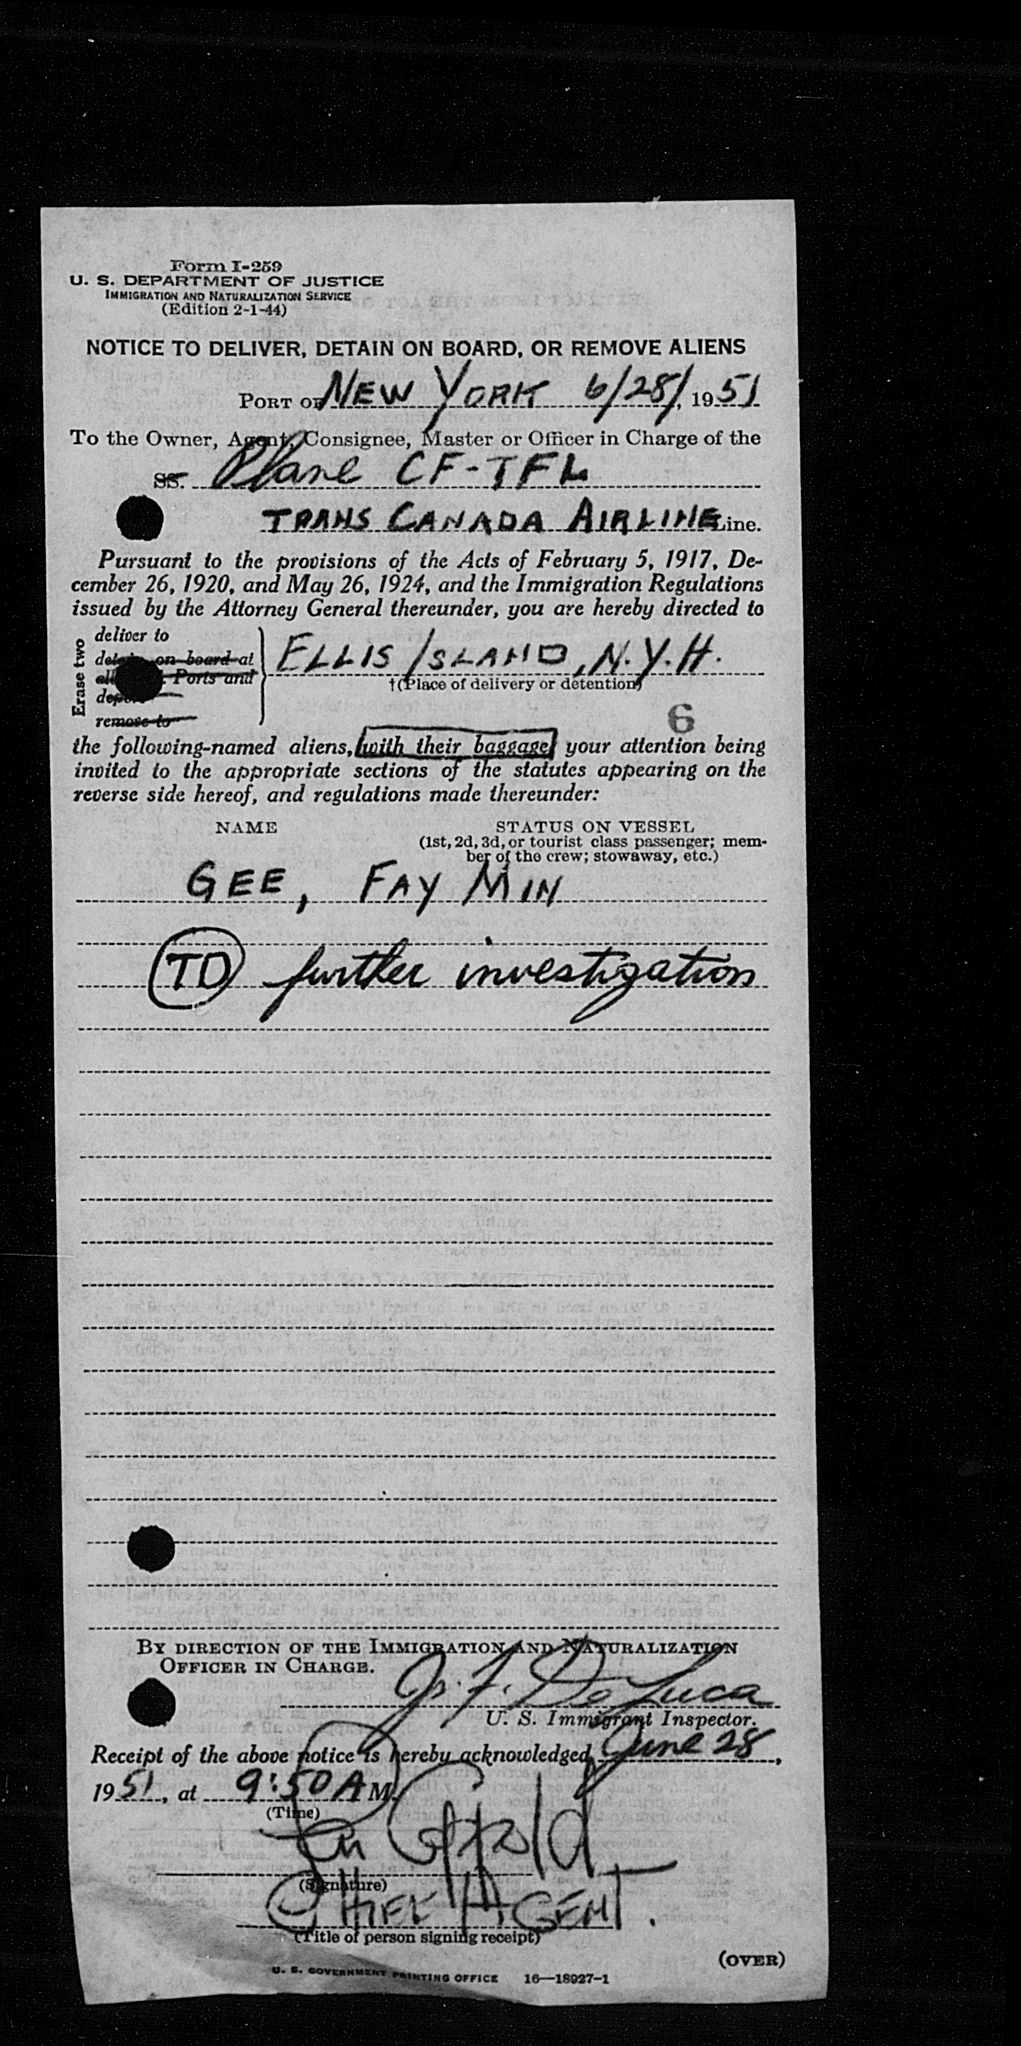 Form I-259
U. S. DEPARTMENT OF JUSTICE
IMMIGRATION AND NATURALIZATION SERVICE
(Edition 2-1-44)
NOTICE TO DELIVER, DETAIN ON BOARD, OR REMOVE ALIENS
PORT OF NEW YORK 6/28/, 1951
To the Owner, Agent, Consignee, Master or Officer in Charge of the
SS. Plane CF-TFL
TRANS CANADA AIRLINE Line.
Pursuant to the provisions of the Acts of February 5, 1917, De-
cember 26, 1920, and May 26, 1924, and the Immigration Regulations
issued by the Attorney General thereunder, you are hereby directed to
Erase two
deliver to
detain on board at
Ports and
remove to
ELLIS ISLAND, N.Y.H.
†(Place of delivery or detention)
6
the following-named aliens, with their baggage, your attention being
invited to the appropriate sections of the statutes appearing on the
reverse side hereof, and regulations made thereunder:
NAME
STATUS ON VESSEL
(1st, 2d, 3d, or tourist class passenger; mem-
ber of the crew; stowaway, etc.)
GEE, FAY MIN
TD further investigation
BY DIRECTION OF THE IMMIGRATION AND NATURALIZATION
OFFICER IN CHARGE.
J. F. De Luca
U. S. Immigrant Inspector.
Receipt of the above notice is hereby acknowledged June 28,
1951, at 9:50 A M.
(Time)
(Signature)
CHIEF AGENT.
(Title of person signing receipt)
(OVER)
U. S. GOVERNMENT PRINTING OFFICE 16—18927-1